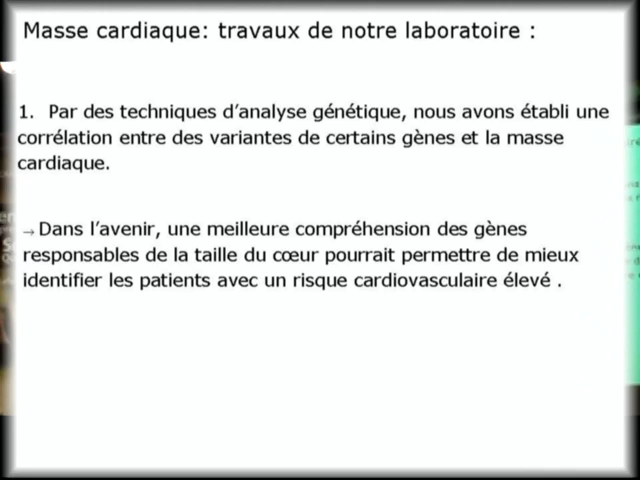 Masse cardiaque: travaux de notre laboratoire :
1. Par des techniques d’analyse génétique, nous avons établi une
corrélation entre des variantes de certains gènes et la masse
cardiaque.
→Dans l’avenir, une meilleure compréhension des gènes
responsables de la taille du cœur pourrait permettre de mieux
identifier les patients avec un risque cardiovasculaire élevé .